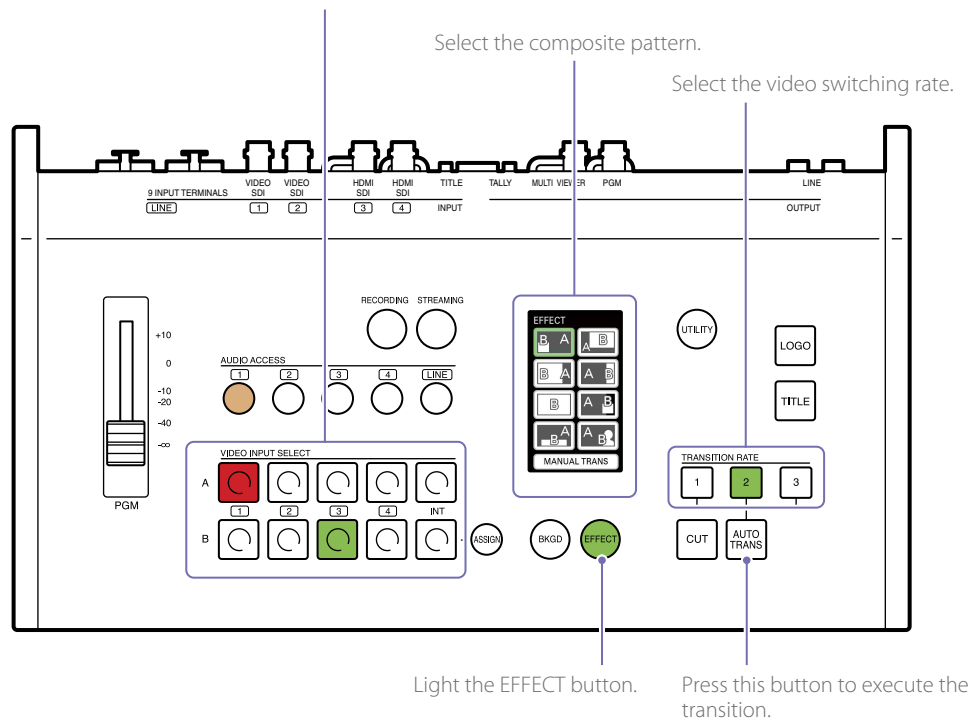 Select the composite pattern.
Select the video switching rate.
9 INPUT TERMINALS
LINE
VIDEO SDI 1
VIDEO SDI 2
HDMI SDI 3
HDMI SDI 4
TITLE
INPUT
TALLY
MULTI VIEWER
PGM
LINE
OUTPUT
RECORDING STREAMING
EFFECT
B A
A B
B A
A B
B
A B
B A
A B
MANUAL TRANS
UTILITY
LOGO
TITLE
+10
0
-10
-20
-40
-∞
PGM
AUDIO ACCESS
1 2 3 4 LINE
VIDEO INPUT SELECT
A
1 2 3 4 INT
B
ASSIGN
BKGD
EFFECT
TRANSITION RATE
1 2 3
CUT
AUTO
TRANS
Light the EFFECT button.
Press this button to execute the
transition.